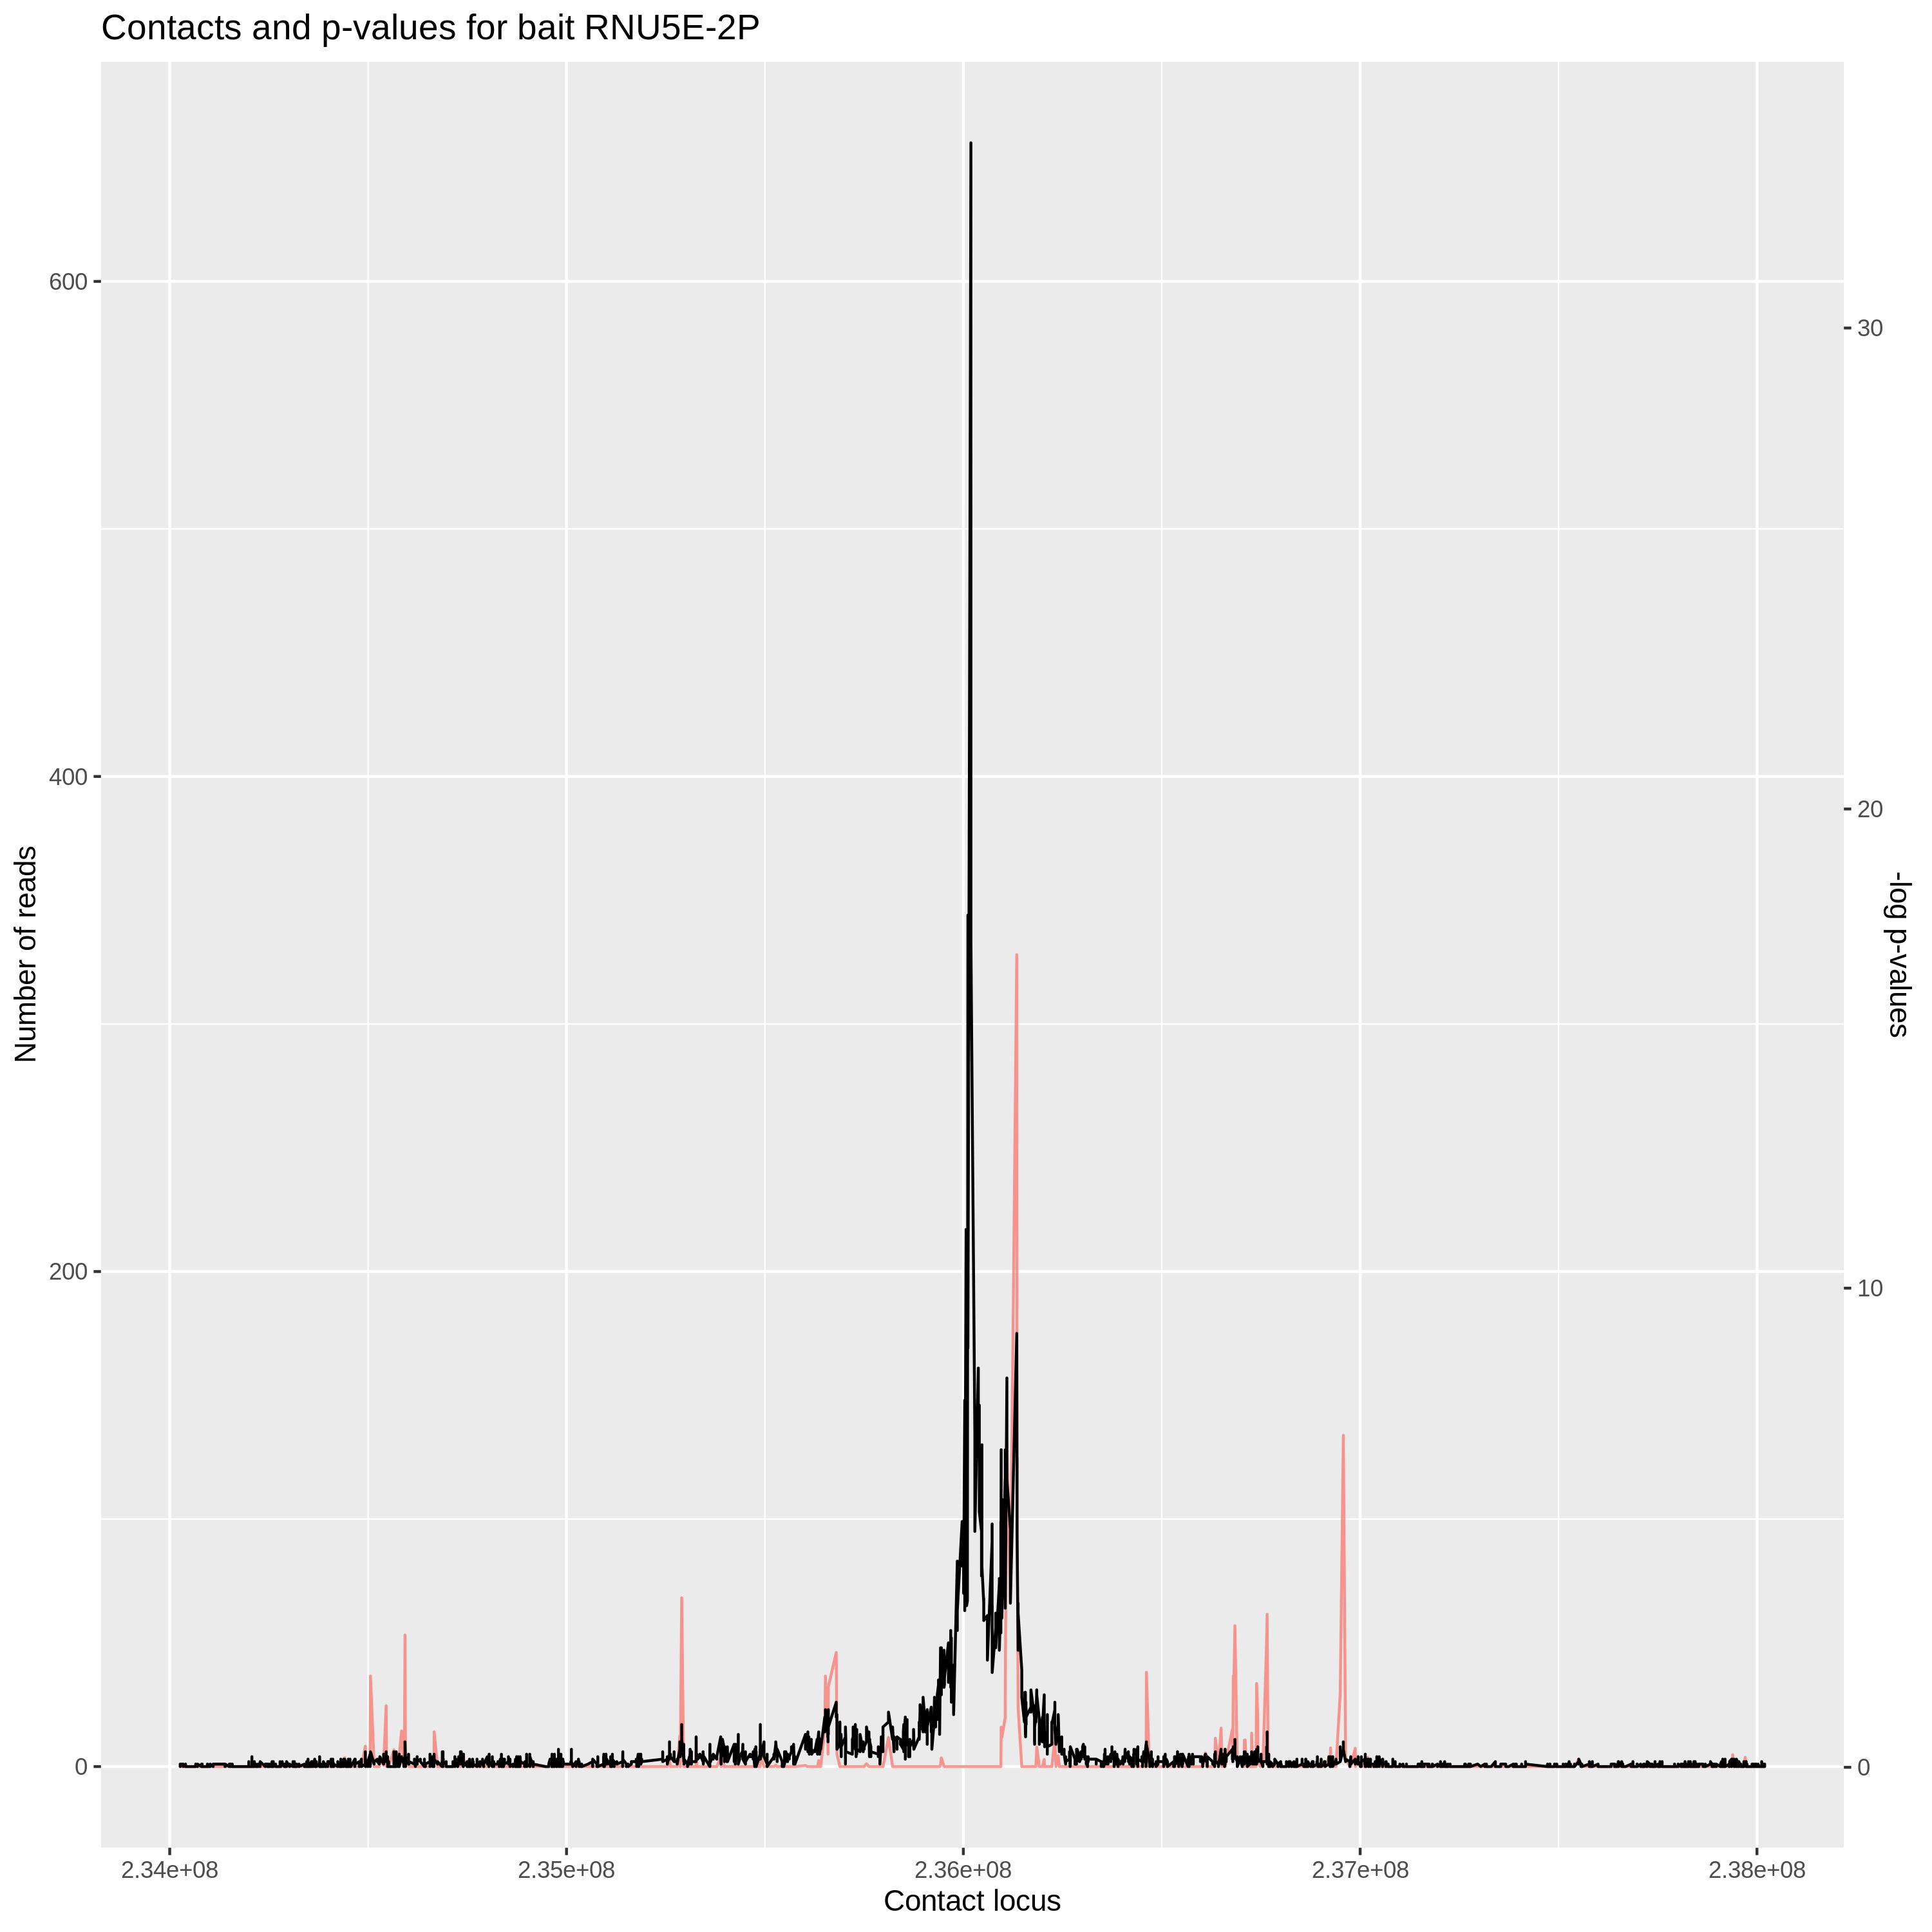 Contacts and p-values for bait RNU5E-2P
600
400
200
0
Number of reads
30
20
10
0
-log p-values
2.34e+08
2.35e+08
2.36e+08
2.37e+08
2.38e+08
Contact locus